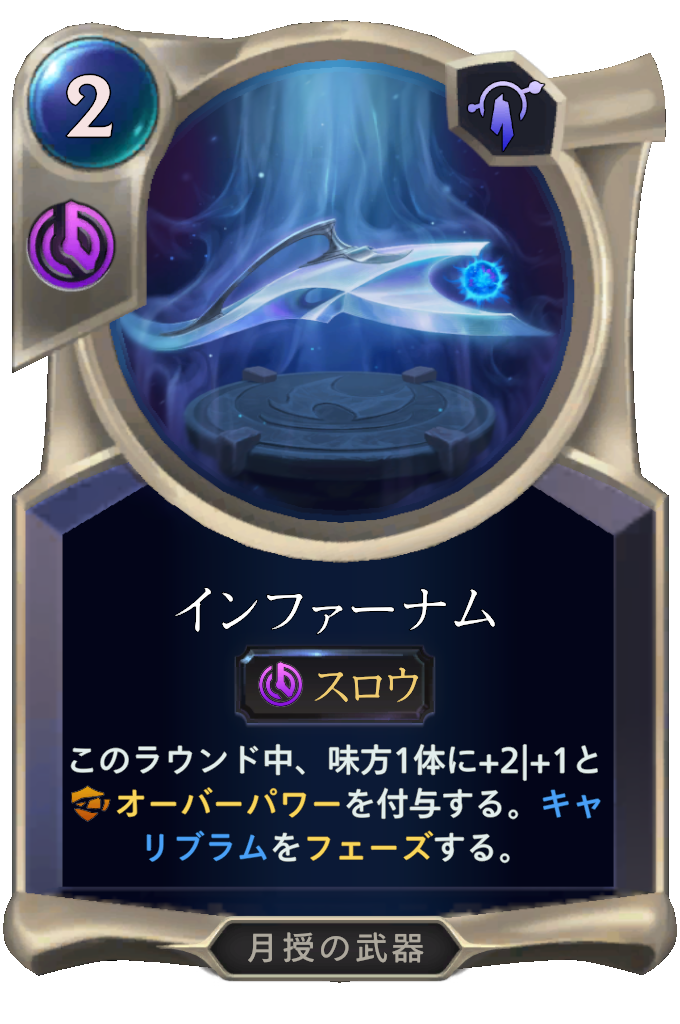 2
インファーナム
スロウ
このラウンド中、味方1体に+2|+1と
オーバーパワーを付与する。キャ
リブラムをフェーズする。
月授の武器